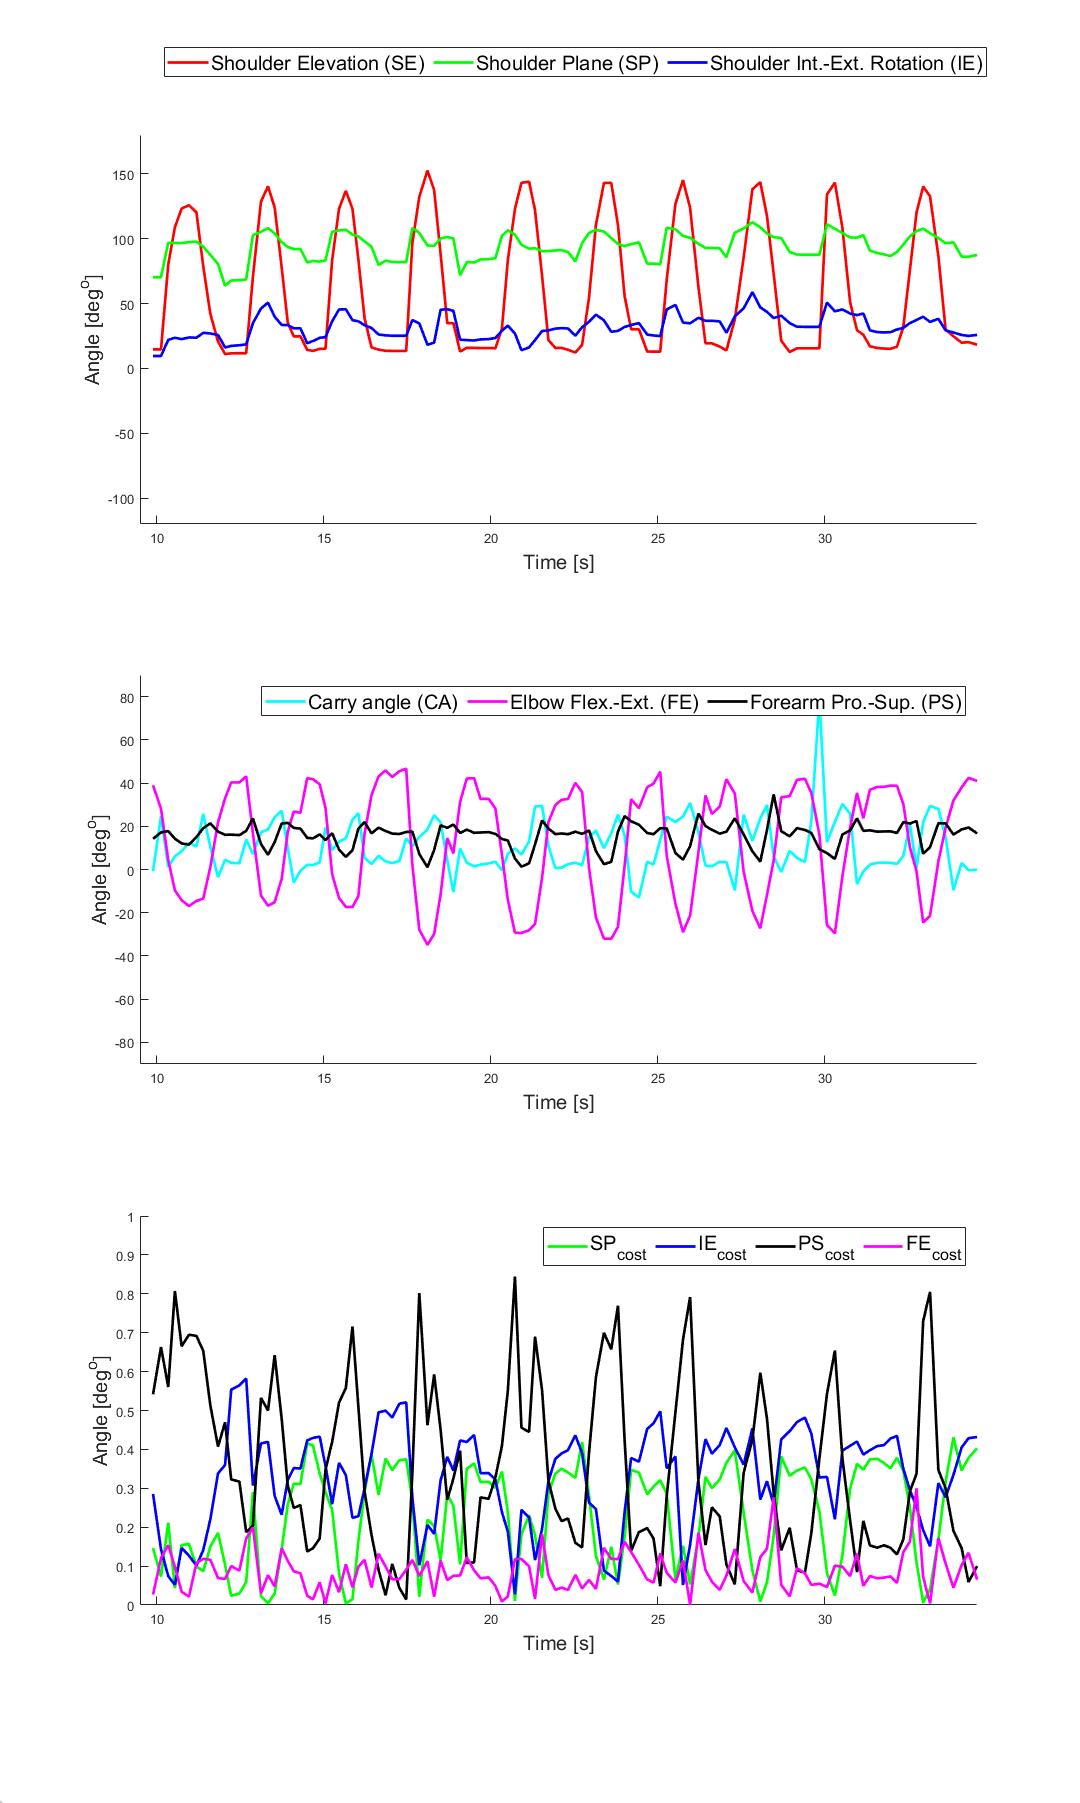 Shoulder Elevation (SE) Shoulder Plane (SP) Shoulder Int.-Ext. Rotation (IE)
150
100
50
0
-50
-100
Angle [deg°]
10 15 20 25 30
Time [s]
Carry angle (CA) Elbow Flex.-Ext. (FE) Forearm Pro.-Sup. (PS)
80
60
40
20
0
-20
-40
-60
-80
Angle [deg°]
10 15 20 25 30
Time [s]
SPcost IEcost PScost FEcost
1
0.9
0.8
0.7
0.6
0.5
0.4
0.3
0.2
0.1
0
Angle [deg°]
10 15 20 25 30
Time [s]